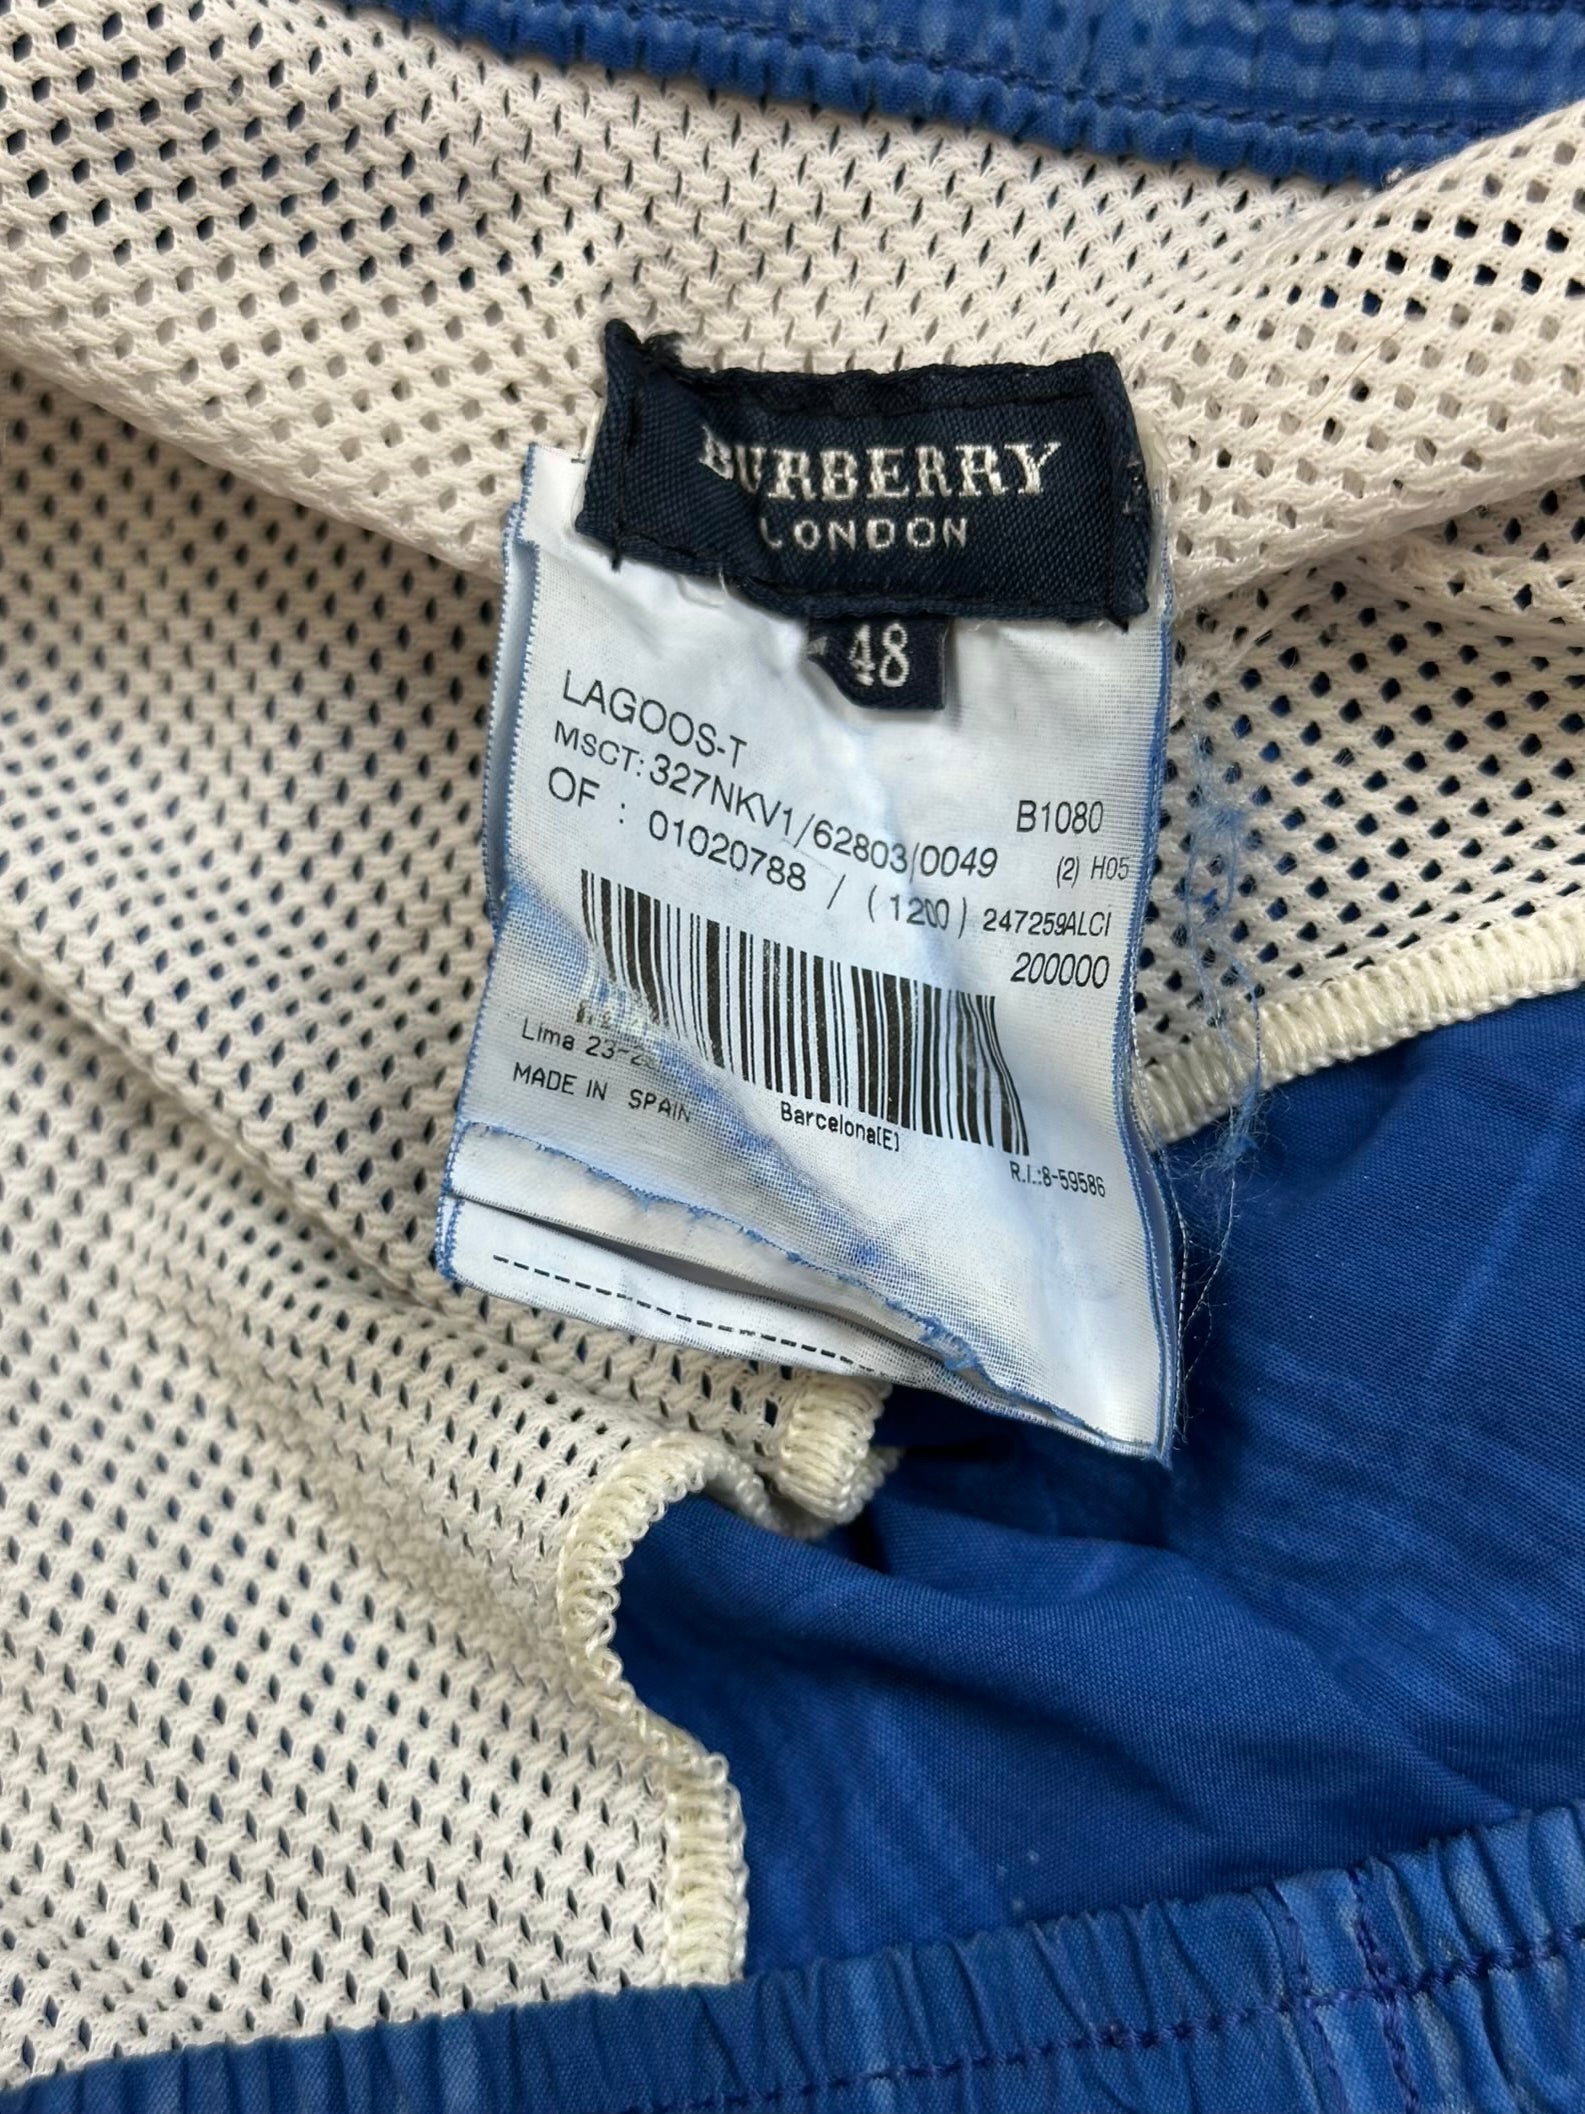 BURBERRY
LONDON
48
LAGOOS-T
MSCT: 327NKV1/62803/0049
OF : 01020788 / (1200)
B1080
(2) H05
247259ALCI
200000
Lima 23-
MADE IN SPAIN
Barcelona(E)
R.I.:8-59586